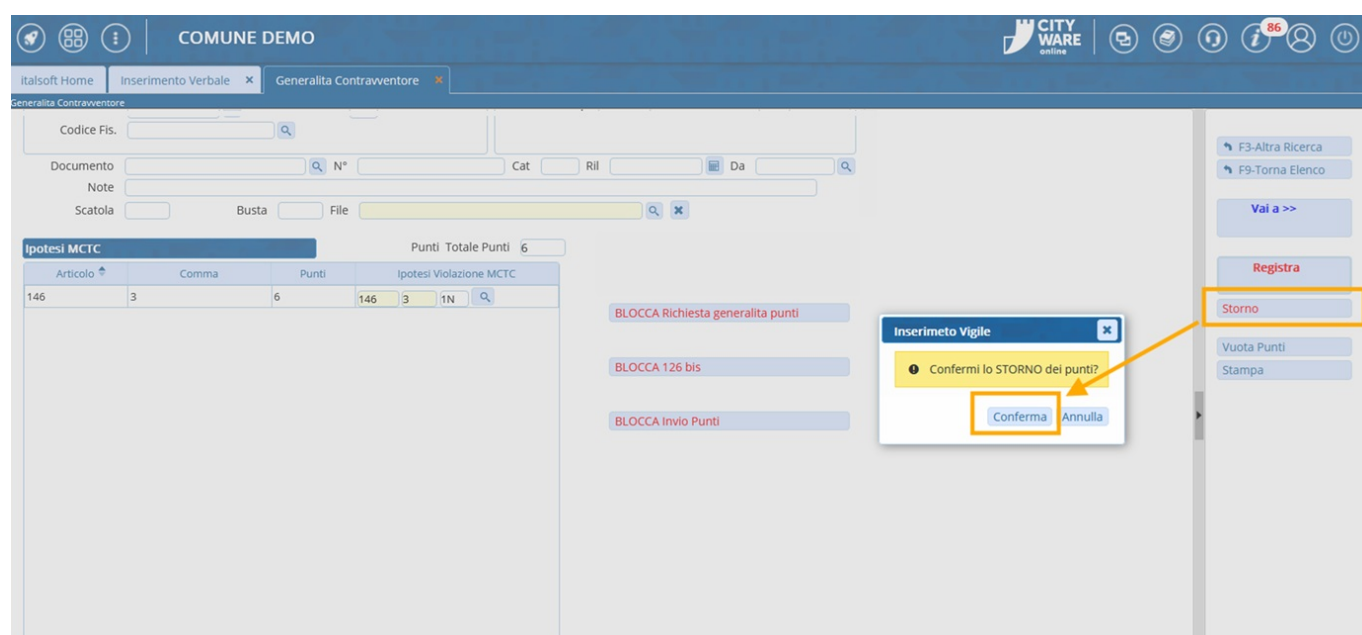 COMUNE DEMO
CITY
WARE
online
86
italsoft Home
Inserimento Verbale
Generalita Contravventore
Generalita Contravventore
Codice Fis.
Documento N° Cat Ril Da
Note
Scatola Busta File
Ipotesi MCTC
Punti Totale Punti 6
Articolo Comma Punti Ipotesi Violazione MCTC
146 3 6 146 3 1N
BLOCCA Richiesta generalita punti
BLOCCA 126 bis
BLOCCA Invio Punti
Inserimeto Vigile
Confermi lo STORNO dei punti?
Conferma Annulla
F3-Altra Ricerca
F9-Torna Elenco
Vai a >>
Registra
Storno
Vuota Punti
Stampa